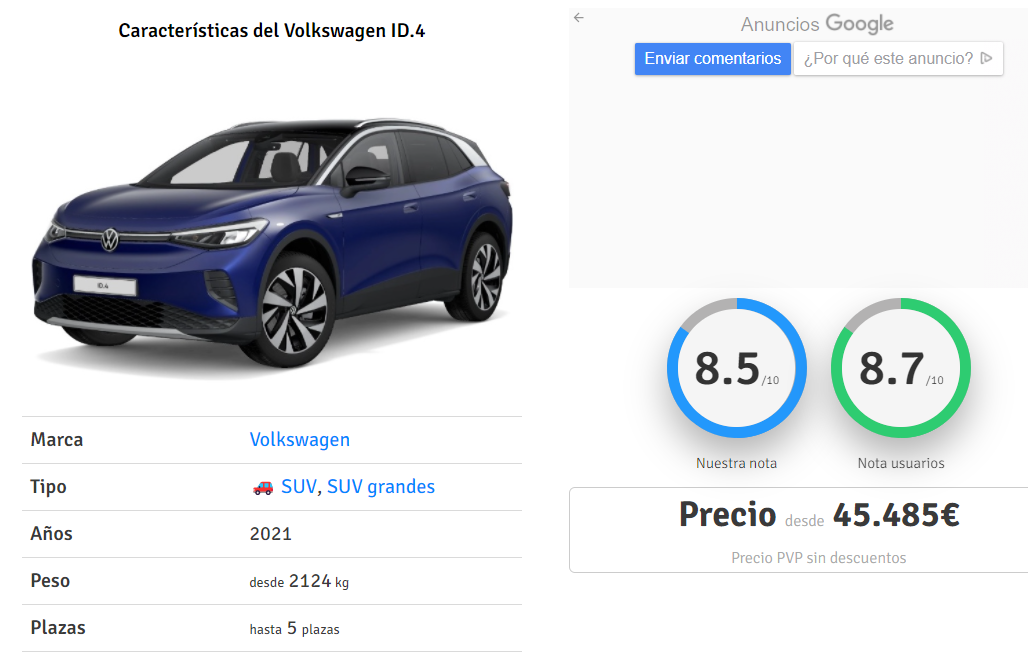 Características del Volkswagen ID.4
ID.4
Marca Volkswagen
Tipo SUV, SUV grandes
Años 2021
Peso desde 2124 kg
Plazas hasta 5 plazas
Anuncios Google
Enviar comentarios ¿Por qué este anuncio?
8.5/10 8.7/10
Nuestra nota Nota usuarios
Precio desde 45.485€
Precio PVP sin descuentos